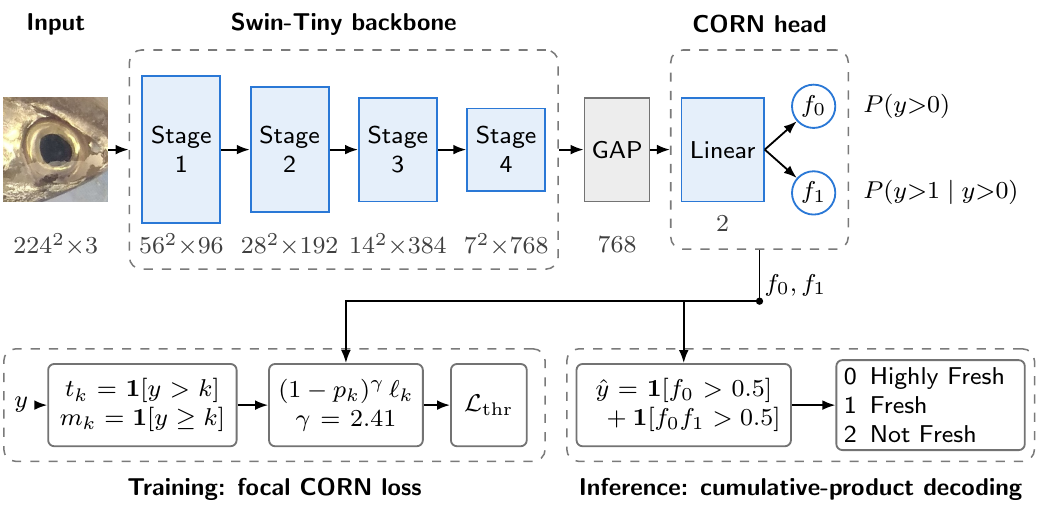 Input
Swin-Tiny backbone
CORN head
Stage
1
Stage
2
Stage
3
Stage
4
GAP
Linear
f₀
f₁
P(y>0)
P(y>1 | y>0)
224²×3
56²×96
28²×192
14²×384
7²×768
768
2
f₀, f₁
y
tₖ = 𝟏[y > k]
mₖ = 𝟏[y ≥ k]
(1 − pₖ)^γ ℓₖ
γ = 2.41
ℒ_thr
ŷ = 𝟏[f₀ > 0.5]
+ 𝟏[f₀f₁ > 0.5]
0 Highly Fresh
1 Fresh
2 Not Fresh
Training: focal CORN loss
Inference: cumulative-product decoding